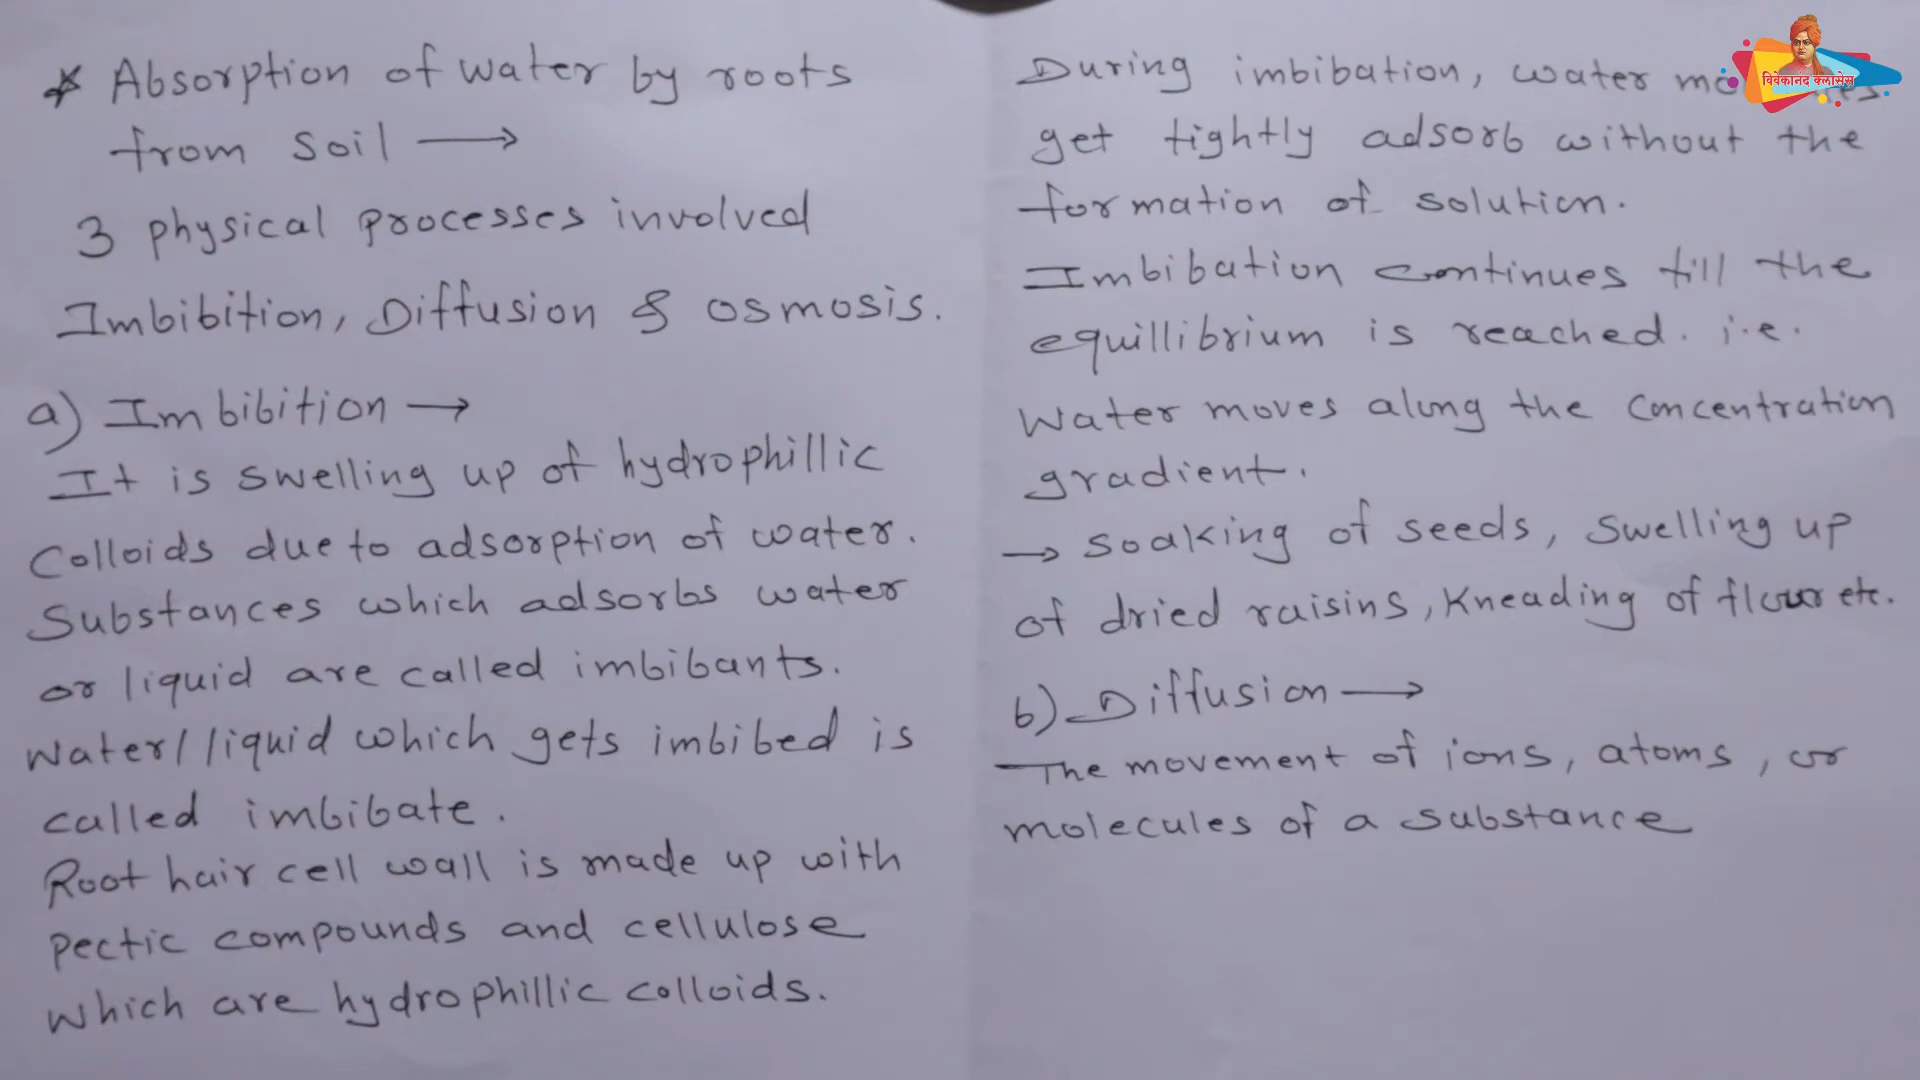 * Absorption of water by roots
from soil →
3 physical processes involved
Imbibition, Diffusion & osmosis.
a) Imbibition →
It is swelling up of hydrophillic
Colloids due to adsorption of water.
Substances which adsorbs water
or liquid are called imbibants.
Water/liquid which gets imbibed is
called imbibate.
Root hair cell wall is made up with
pectic compounds and cellulose
which are hydrophillic colloids.
During imbibation, water
get tightly adsorb without the
formation of solution.
Imbibation continues till the
equillibrium is reached. i.e.
Water moves along the concentration
gradient.
→ Soaking of seeds, Swelling up
of dried raisins, Kneading of flour etc.
b) Diffusion →
The movement of ions, atoms, or
molecules of a substance
विवेकानंद क्लासेस